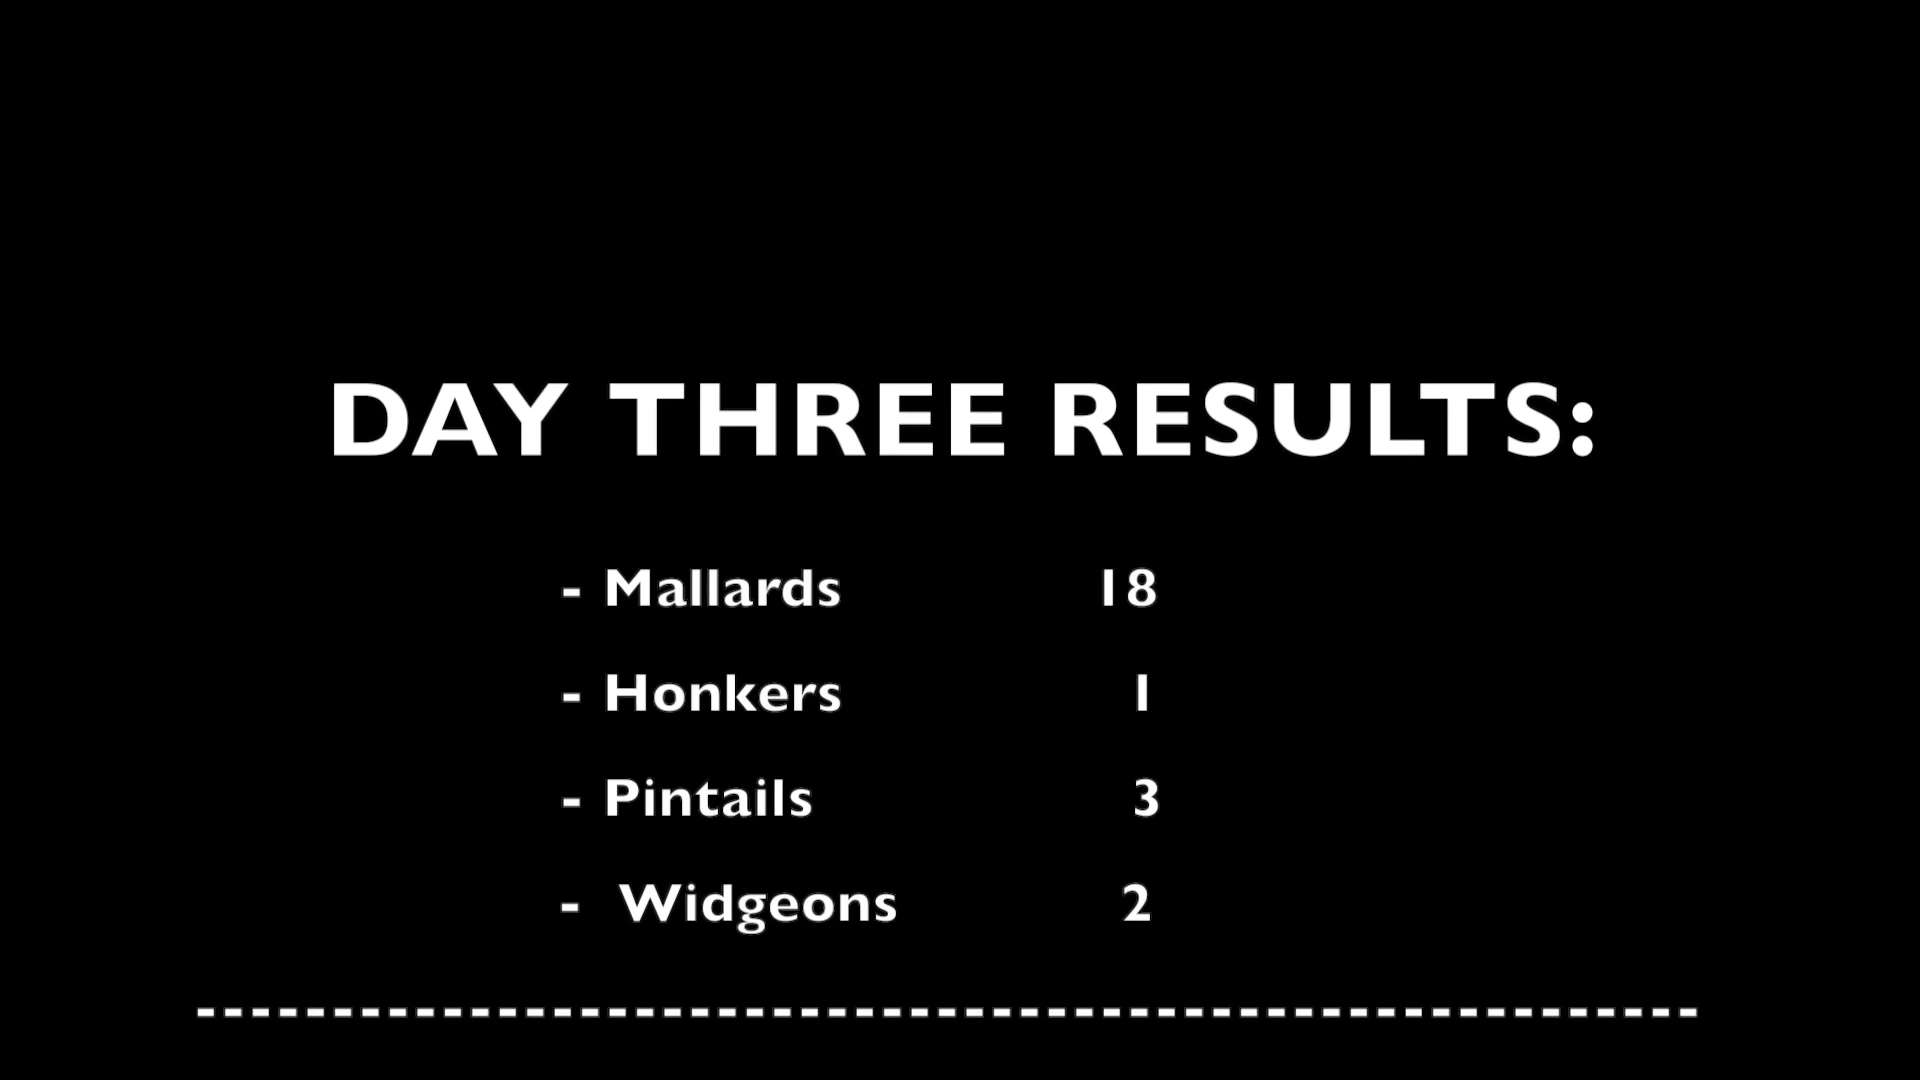 DAY THREE RESULTS:
- Mallards 18
- Honkers 1
- Pintails 3
- Widgeons 2
-------------------------------------------------------